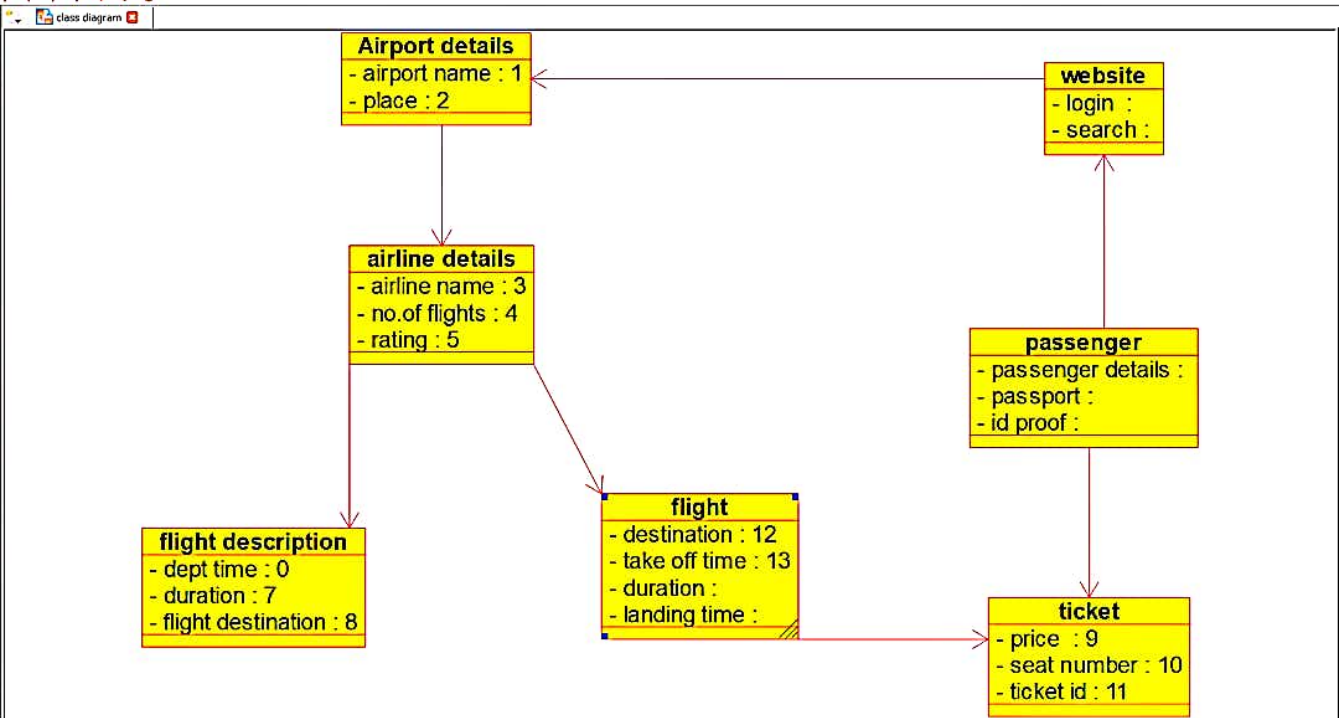 class diagram
Airport details
- airport name : 1
- place : 2
website
- login :
- search :
airline details
- airline name : 3
- no.of flights : 4
- rating : 5
passenger
- passenger details :
- passport :
- id proof :
flight
- destination : 12
- take off time : 13
- duration :
- landing time :
flight description
- dept time : 0
- duration : 7
- flight destination : 8
ticket
- price : 9
- seat number : 10
- ticket id : 11